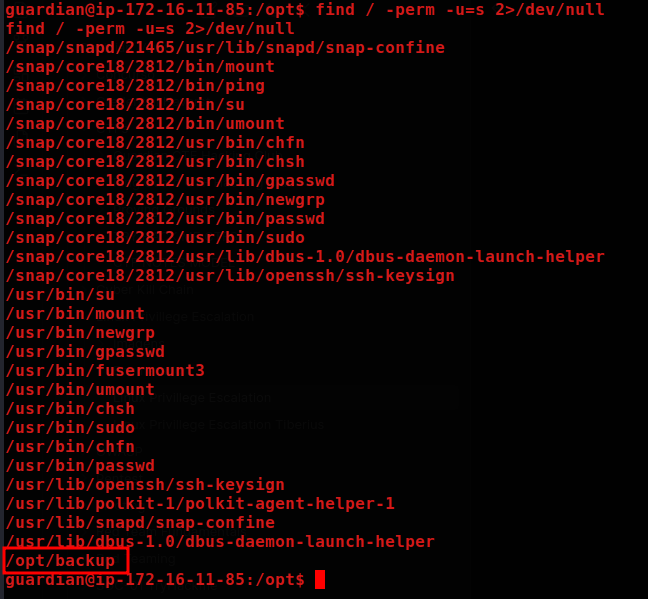 guardian@ip-172-16-11-85:/opt$ find / -perm -u=s 2>/dev/null
find / -perm -u=s 2>/dev/null
/snap/snapd/21465/usr/lib/snapd/snap-confine
/snap/core18/2812/bin/mount
/snap/core18/2812/bin/ping
/snap/core18/2812/bin/su
/snap/core18/2812/bin/umount
/snap/core18/2812/usr/bin/chfn
/snap/core18/2812/usr/bin/chsh
/snap/core18/2812/usr/bin/gpasswd
/snap/core18/2812/usr/bin/newgrp
/snap/core18/2812/usr/bin/passwd
/snap/core18/2812/usr/bin/sudo
/snap/core18/2812/usr/lib/dbus-1.0/dbus-daemon-launch-helper
/snap/core18/2812/usr/lib/openssh/ssh-keysign
/usr/bin/su
/usr/bin/mount
/usr/bin/newgrp
/usr/bin/gpasswd
/usr/bin/fusermount3
/usr/bin/umount
/usr/bin/chsh
/usr/bin/sudo
/usr/bin/chfn
/usr/bin/passwd
/usr/lib/openssh/ssh-keysign
/usr/lib/polkit-1/polkit-agent-helper-1
/usr/lib/snapd/snap-confine
/usr/lib/dbus-1.0/dbus-daemon-launch-helper
/opt/backup
guardian@ip-172-16-11-85:/opt$